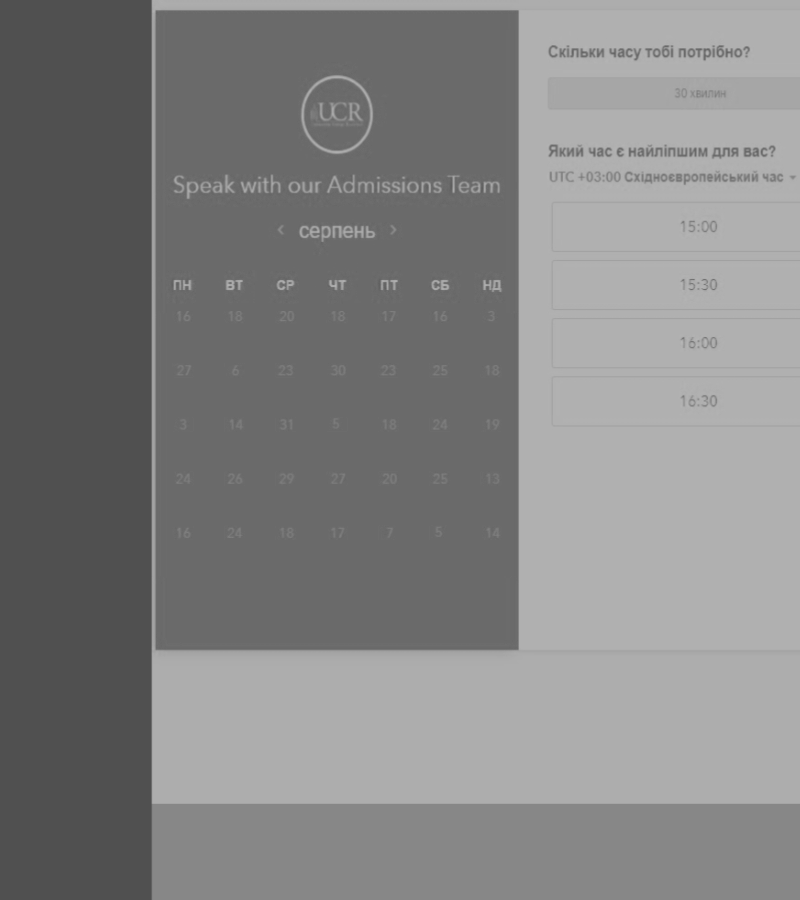 UCR
Speak with our Admissions Team
‹ серпень ›
ПН ВТ СР ЧТ ПТ СБ НД
16 18 20 18 17 16 3
27 6 23 30 23 25 18
3 14 31 5 18 24 19
24 26 29 27 20 25 13
16 24 18 17 7 5 14
Скільки часу тобі потрібно?
30 хвилин
Який час є найліпшим для вас?
UTC +03:00 Східноєвропейський час
15:00
15:30
16:00
16:30